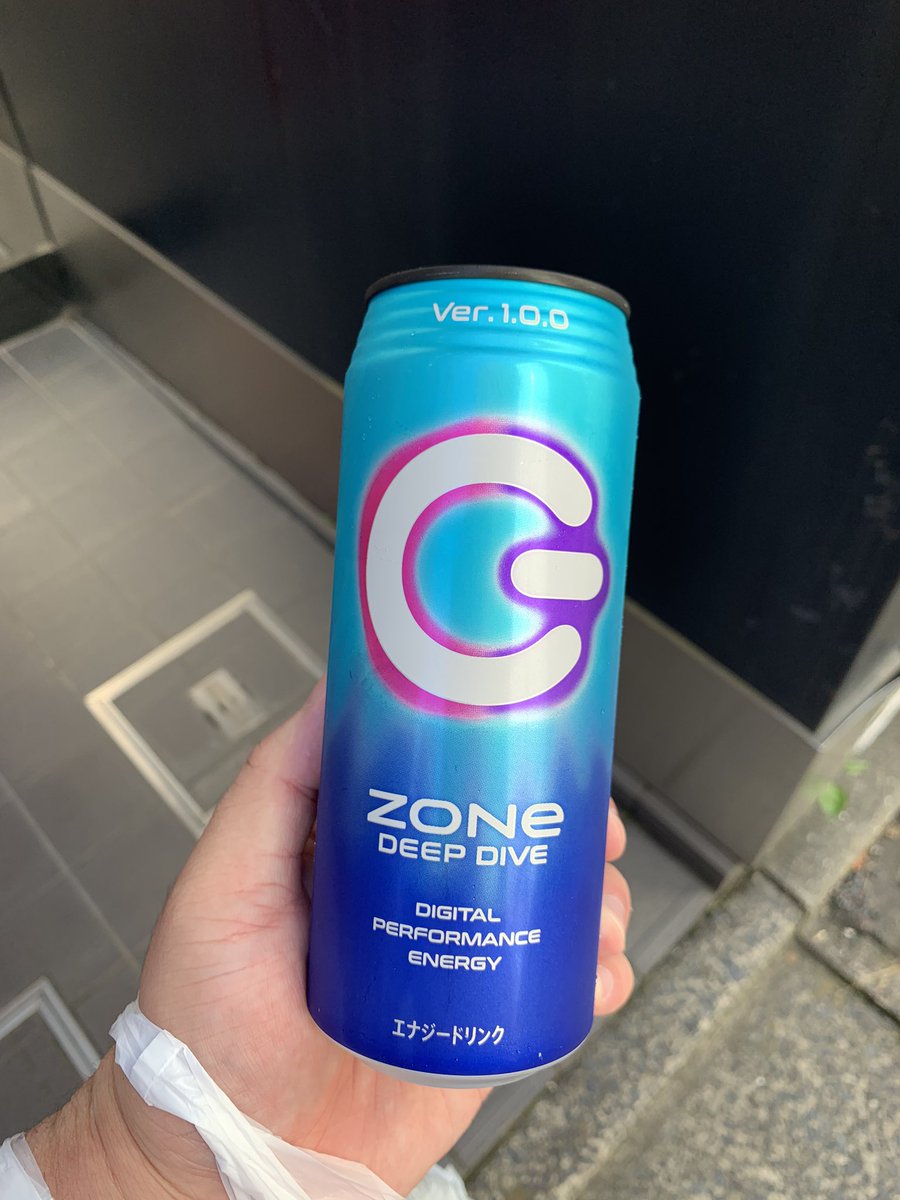 Ver.1.0.0
ZONe
DEEP DIVE
DIGITAL
PERFORMANCE
ENERGY
エナジードリンク